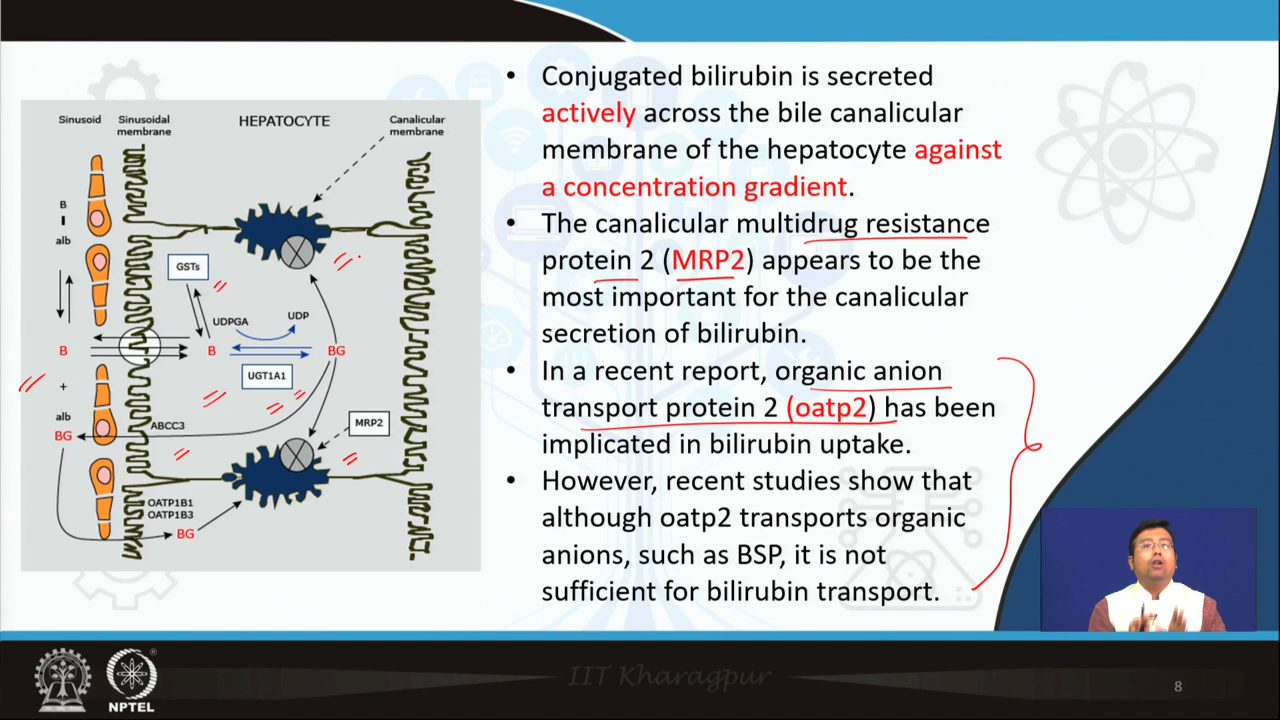 Sinusoid
Sinusoidal
membrane
HEPATOCYTE
Canalicular
membrane
B
alb
GSTs
UDPGA
UDP
B
B
BG
UGT1A1
+
alb
BG
ABCC3
MRP2
OATP1B1
OATP1B3
BG
• Conjugated bilirubin is secreted
actively across the bile canalicular
membrane of the hepatocyte against
a concentration gradient.
• The canalicular multidrug resistance
protein 2 (MRP2) appears to be the
most important for the canalicular
secretion of bilirubin.
• In a recent report, organic anion
transport protein 2 (oatp2) has been
implicated in bilirubin uptake.
• However, recent studies show that
although oatp2 transports organic
anions, such as BSP, it is not
sufficient for bilirubin transport.
NPTEL
IIT Kharagpur
8